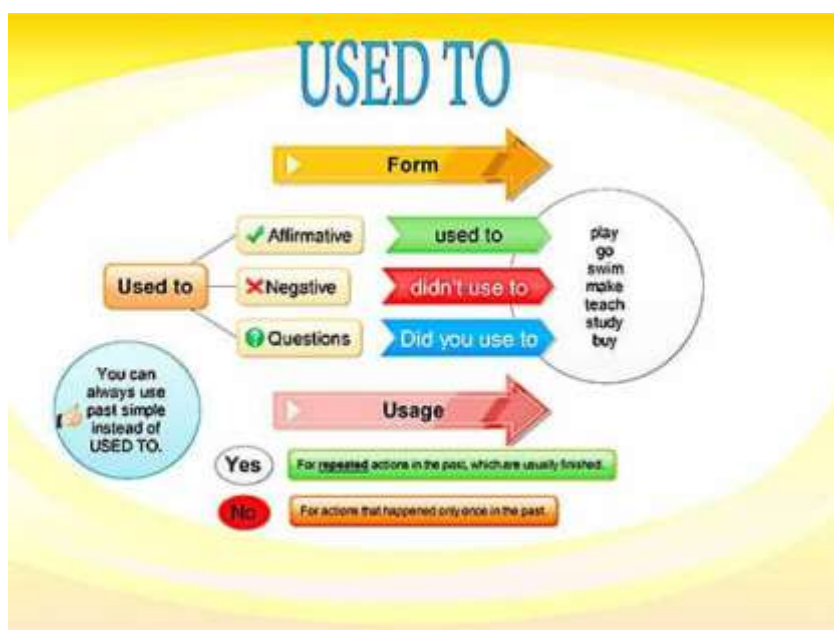 USED TO
Form
Used to
Affirmative
used to
Negative
didn't use to
Questions
Did you use to
play
go
swim
make
teach
study
buy
You can
always use
past simple
instead of
USED TO.
Usage
Yes
For repeated actions in the past, which are usually finished.
No
For actions that happened only once in the past.